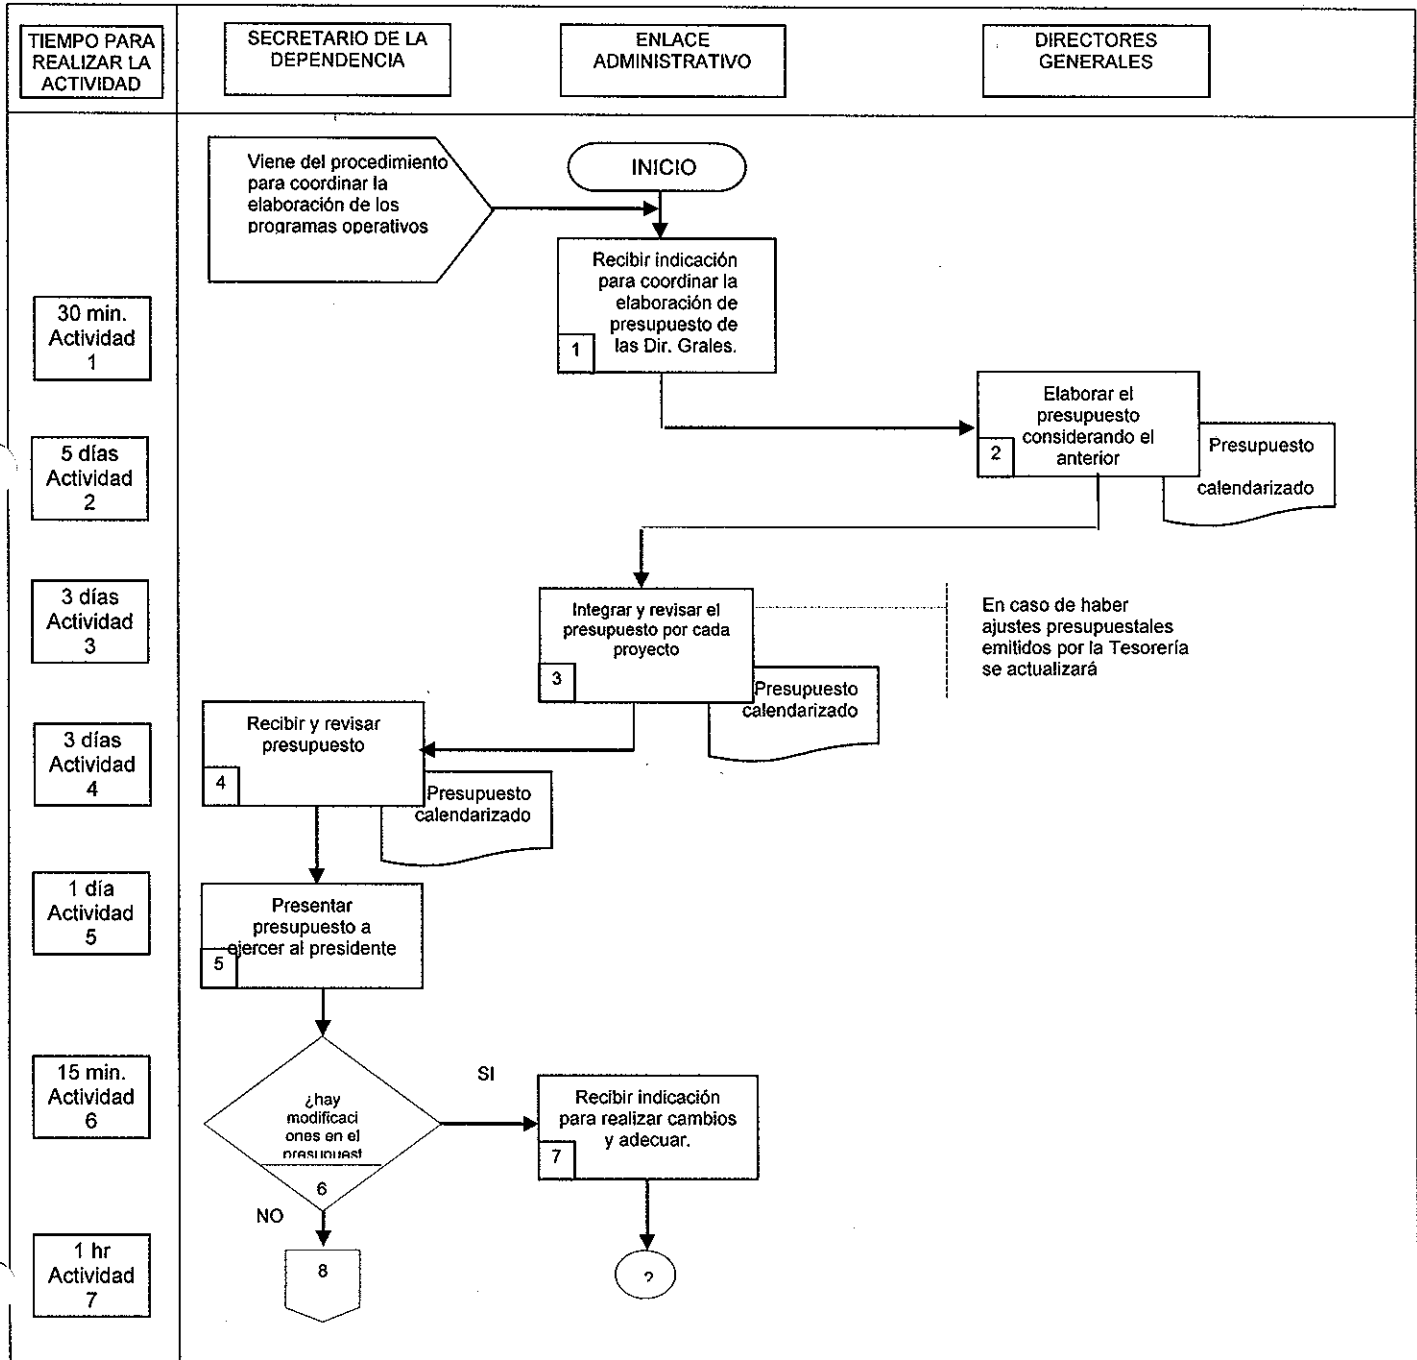 TIEMPO PARA
REALIZAR LA
ACTIVIDAD
SECRETARIO DE LA
DEPENDENCIA
ENLACE
ADMINISTRATIVO
DIRECTORES
GENERALES
Viene del procedimiento
para coordinar la
elaboración de los
programas operativos
INICIO
Recibir indicación
para coordinar la
elaboración de
presupuesto de
las Dir. Grales.
1
30 min.
Actividad
1
Elaborar el
presupuesto
considerando el
anterior
2
Presupuesto
calendarizado
5 días
Actividad
2
3 días
Actividad
3
Integrar y revisar el
presupuesto por cada
proyecto
3
Presupuesto
calendarizado
En caso de haber
ajustes presupuestales
emitidos por la Tesorería
se actualizará
3 días
Actividad
4
Recibir y revisar
presupuesto
4
Presupuesto
calendarizado
1 día
Actividad
5
Presentar
presupuesto a
ejercer al presidente
5
15 min.
Actividad
6
¿hay
modificaci
ones en el
presupuest
6
SI
NO
Recibir indicación
para realizar cambios
y adecuar.
7
1 hr
Actividad
7
8